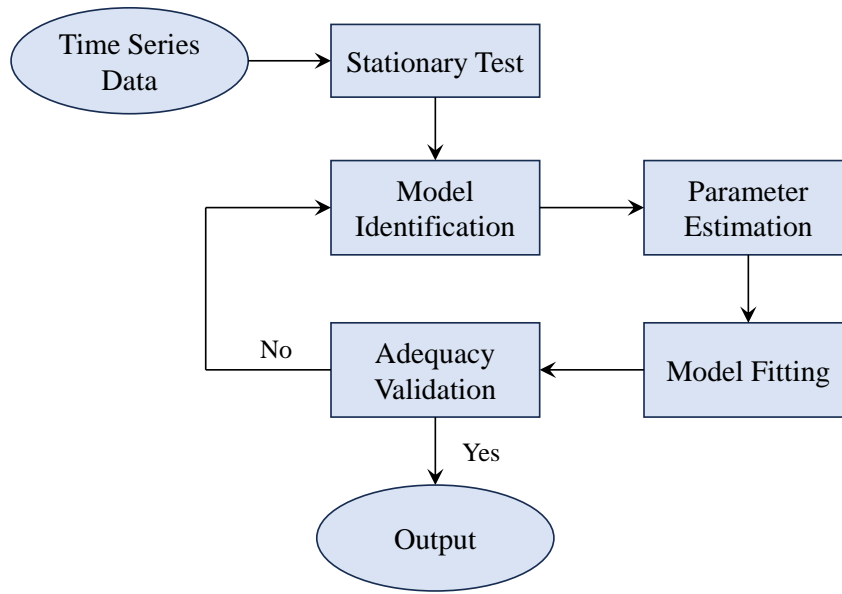 Time Series
Data
Stationary Test
Model
Identification
Parameter
Estimation
No
Adequacy
Validation
Model Fitting
Yes
Output